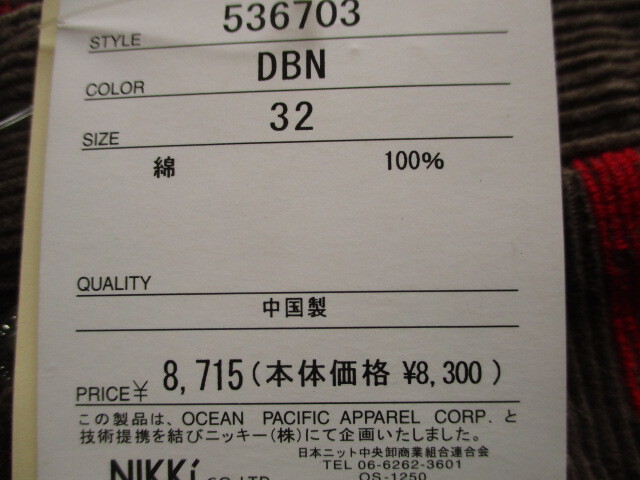 536703
STYLE
DBN
COLOR
32
SIZE
綿 100%
QUALITY
中国製
PRICE¥ 8,715(本体価格 ¥8,300 )
この製品は、OCEAN PACIFIC APPAREL CORP. と
技術提携を結びニッキー(株)にて企画いたしました。
日本ニット中央卸商業組合連合会
TEL 06-6262-3601
NIKKi CO.,LTD.
OS-1250